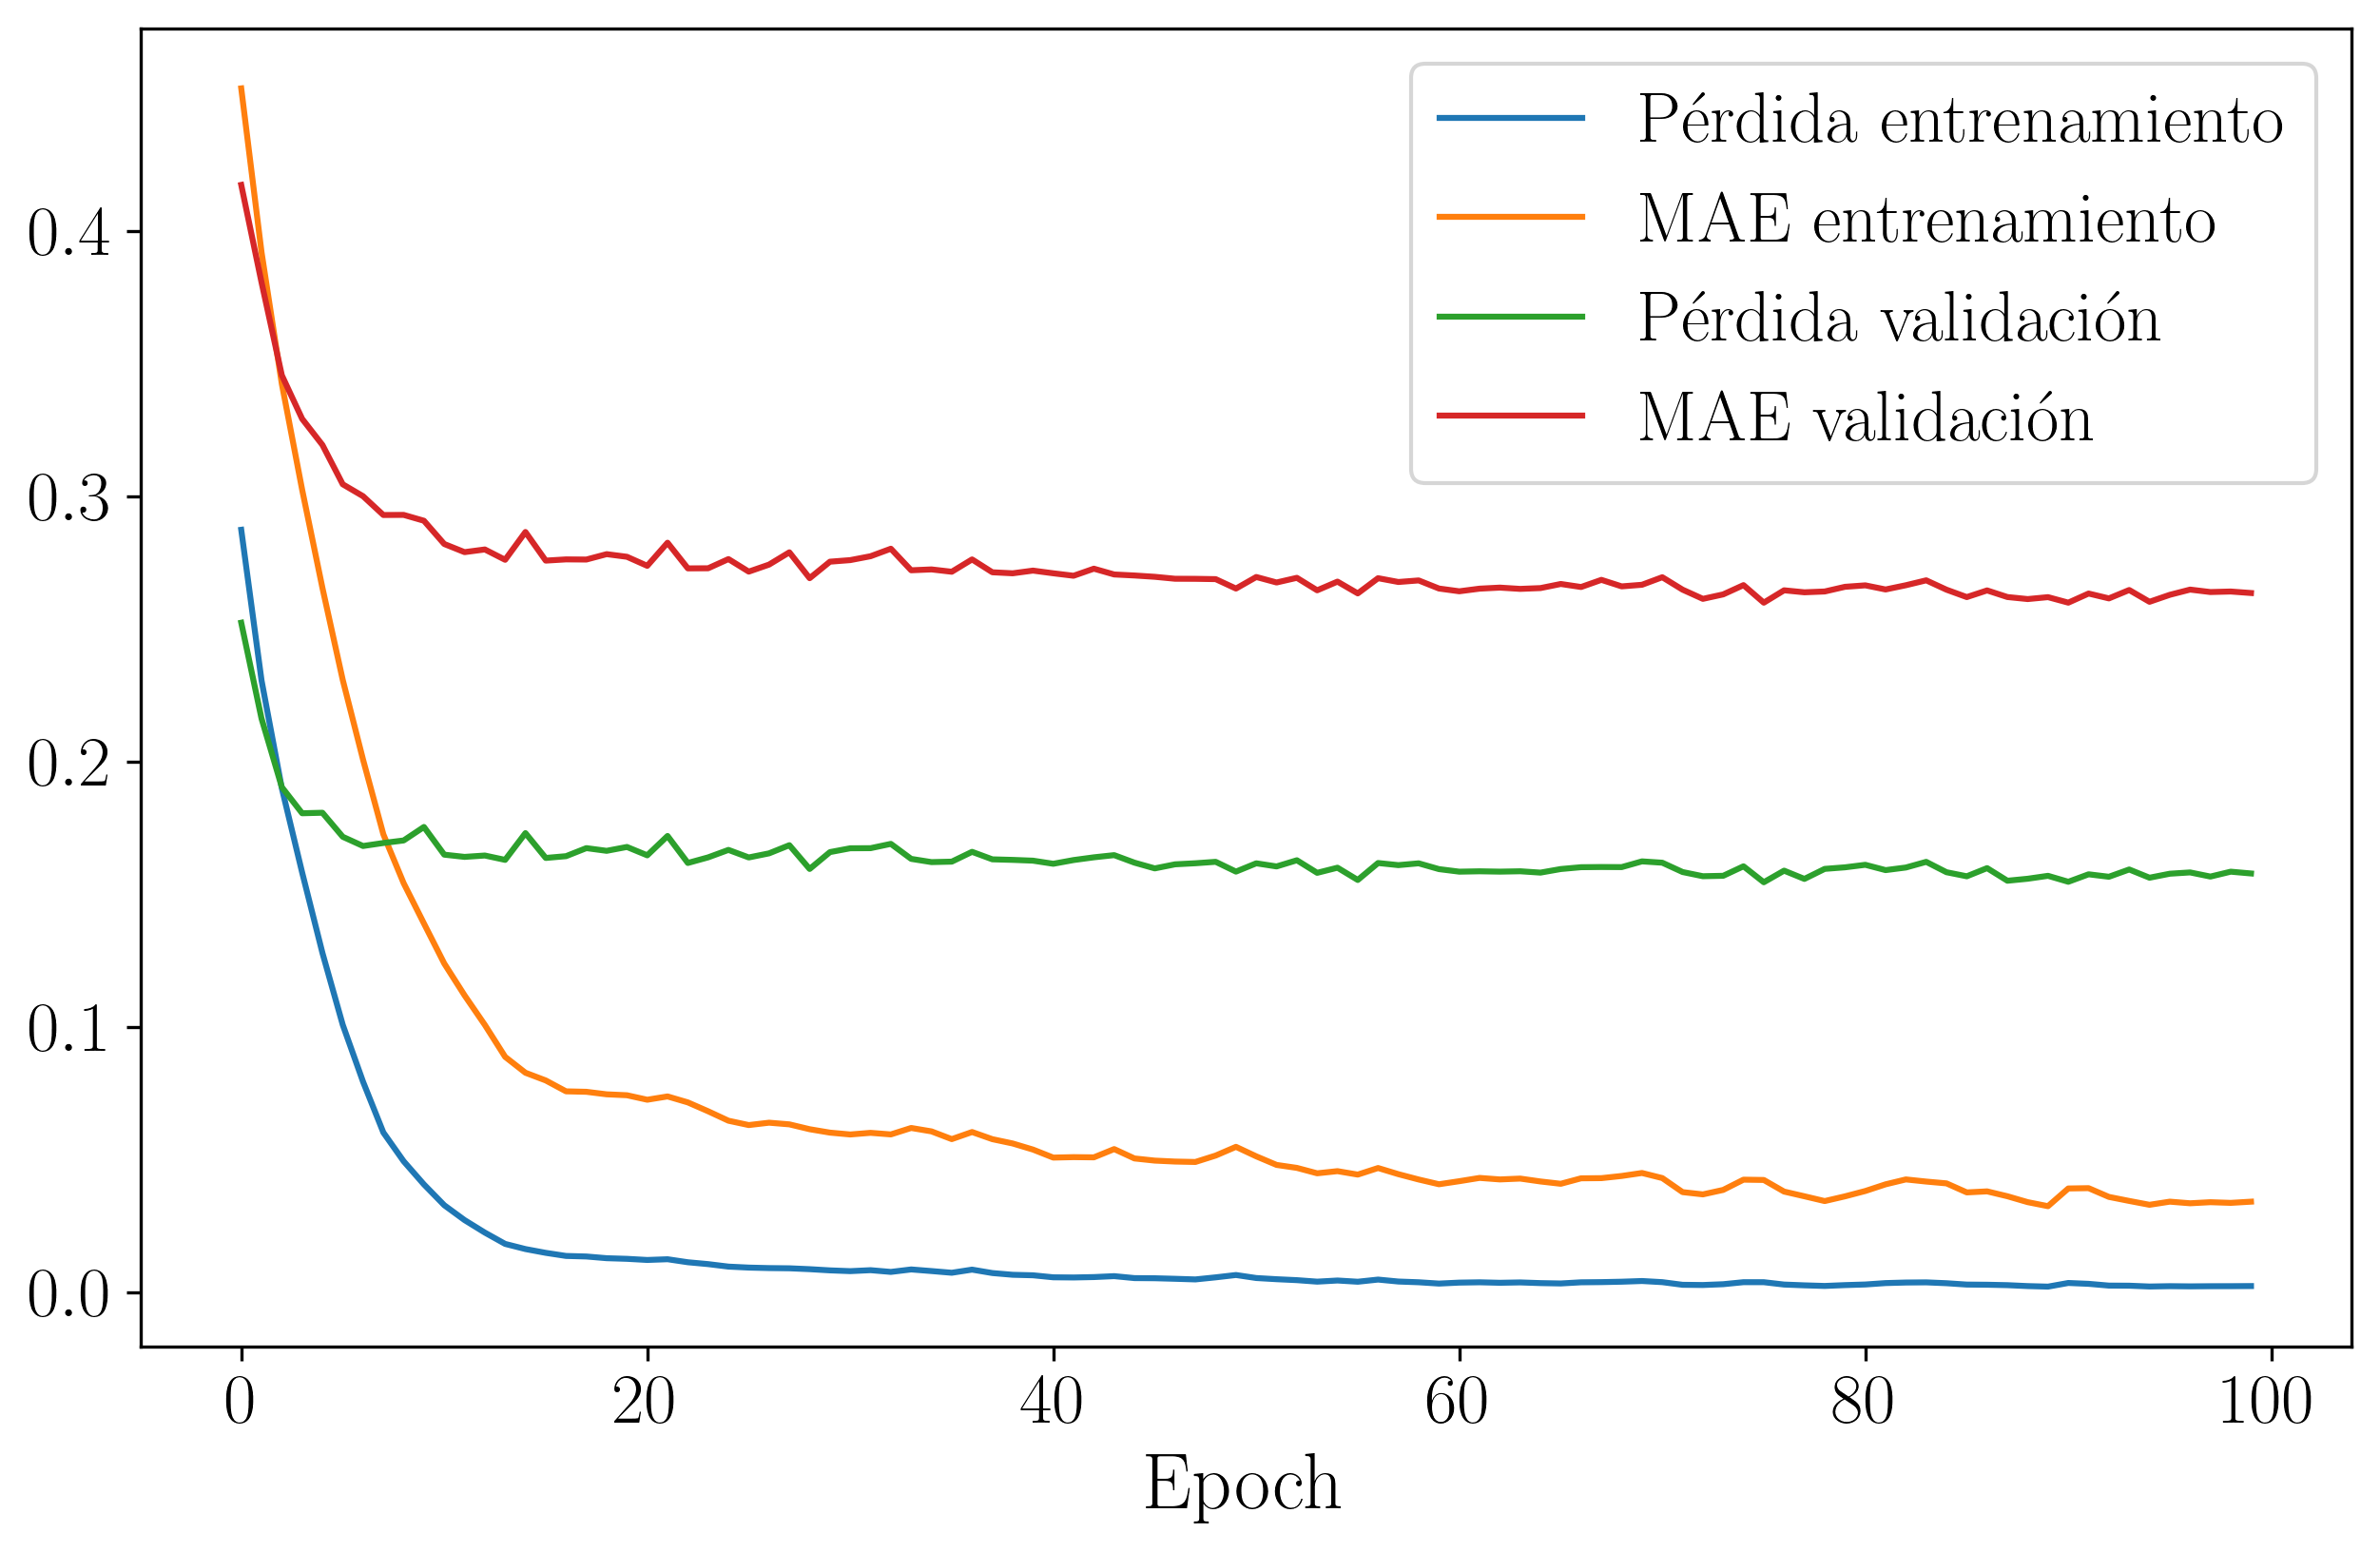 Pérdida entrenamiento
MAE entrenamiento
Pérdida validación
MAE validación
0.4
0.3
0.2
0.1
0.0
0 20 40 60 80 100
Epoch